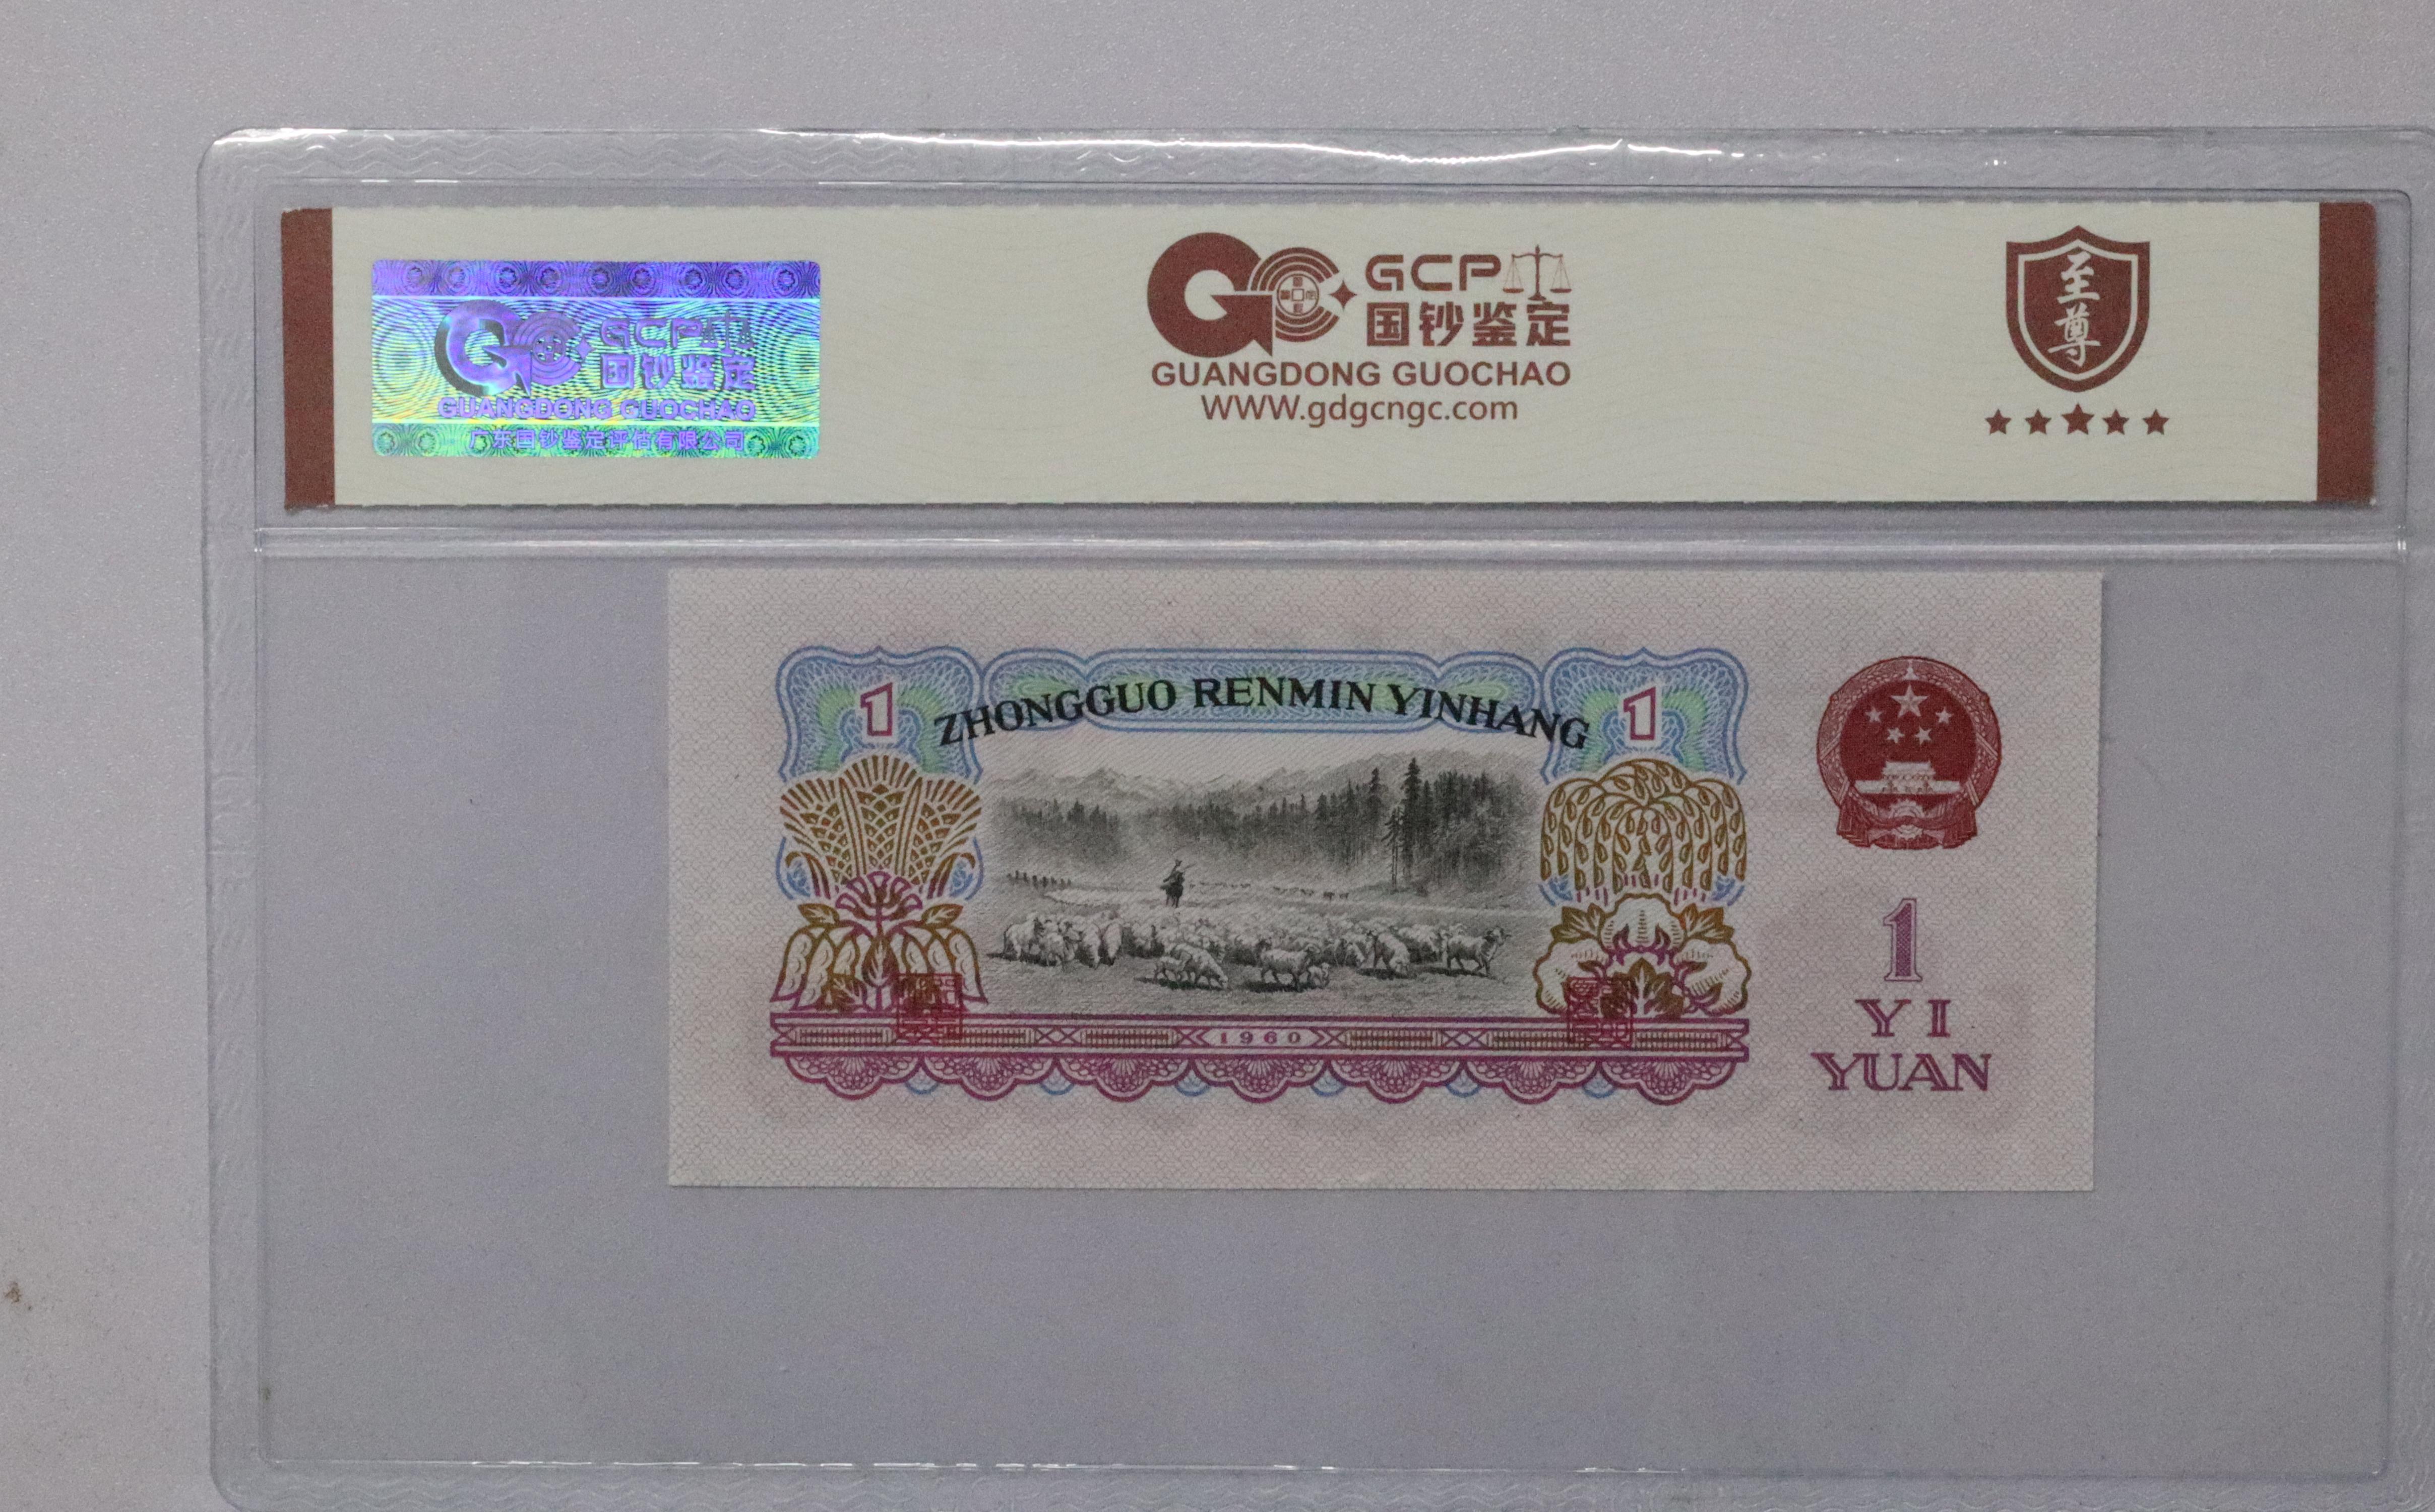 GCP
国钞鉴定
GUANGDONG GUOCHAO
广东国钞鉴定评估有限公司
GCP
国钞鉴定
GUANGDONG GUOCHAO
WWW.gdgcngc.com
至尊
1
ZHONGGUO RENMIN YINHANG
1
1960
1
YI
YUAN